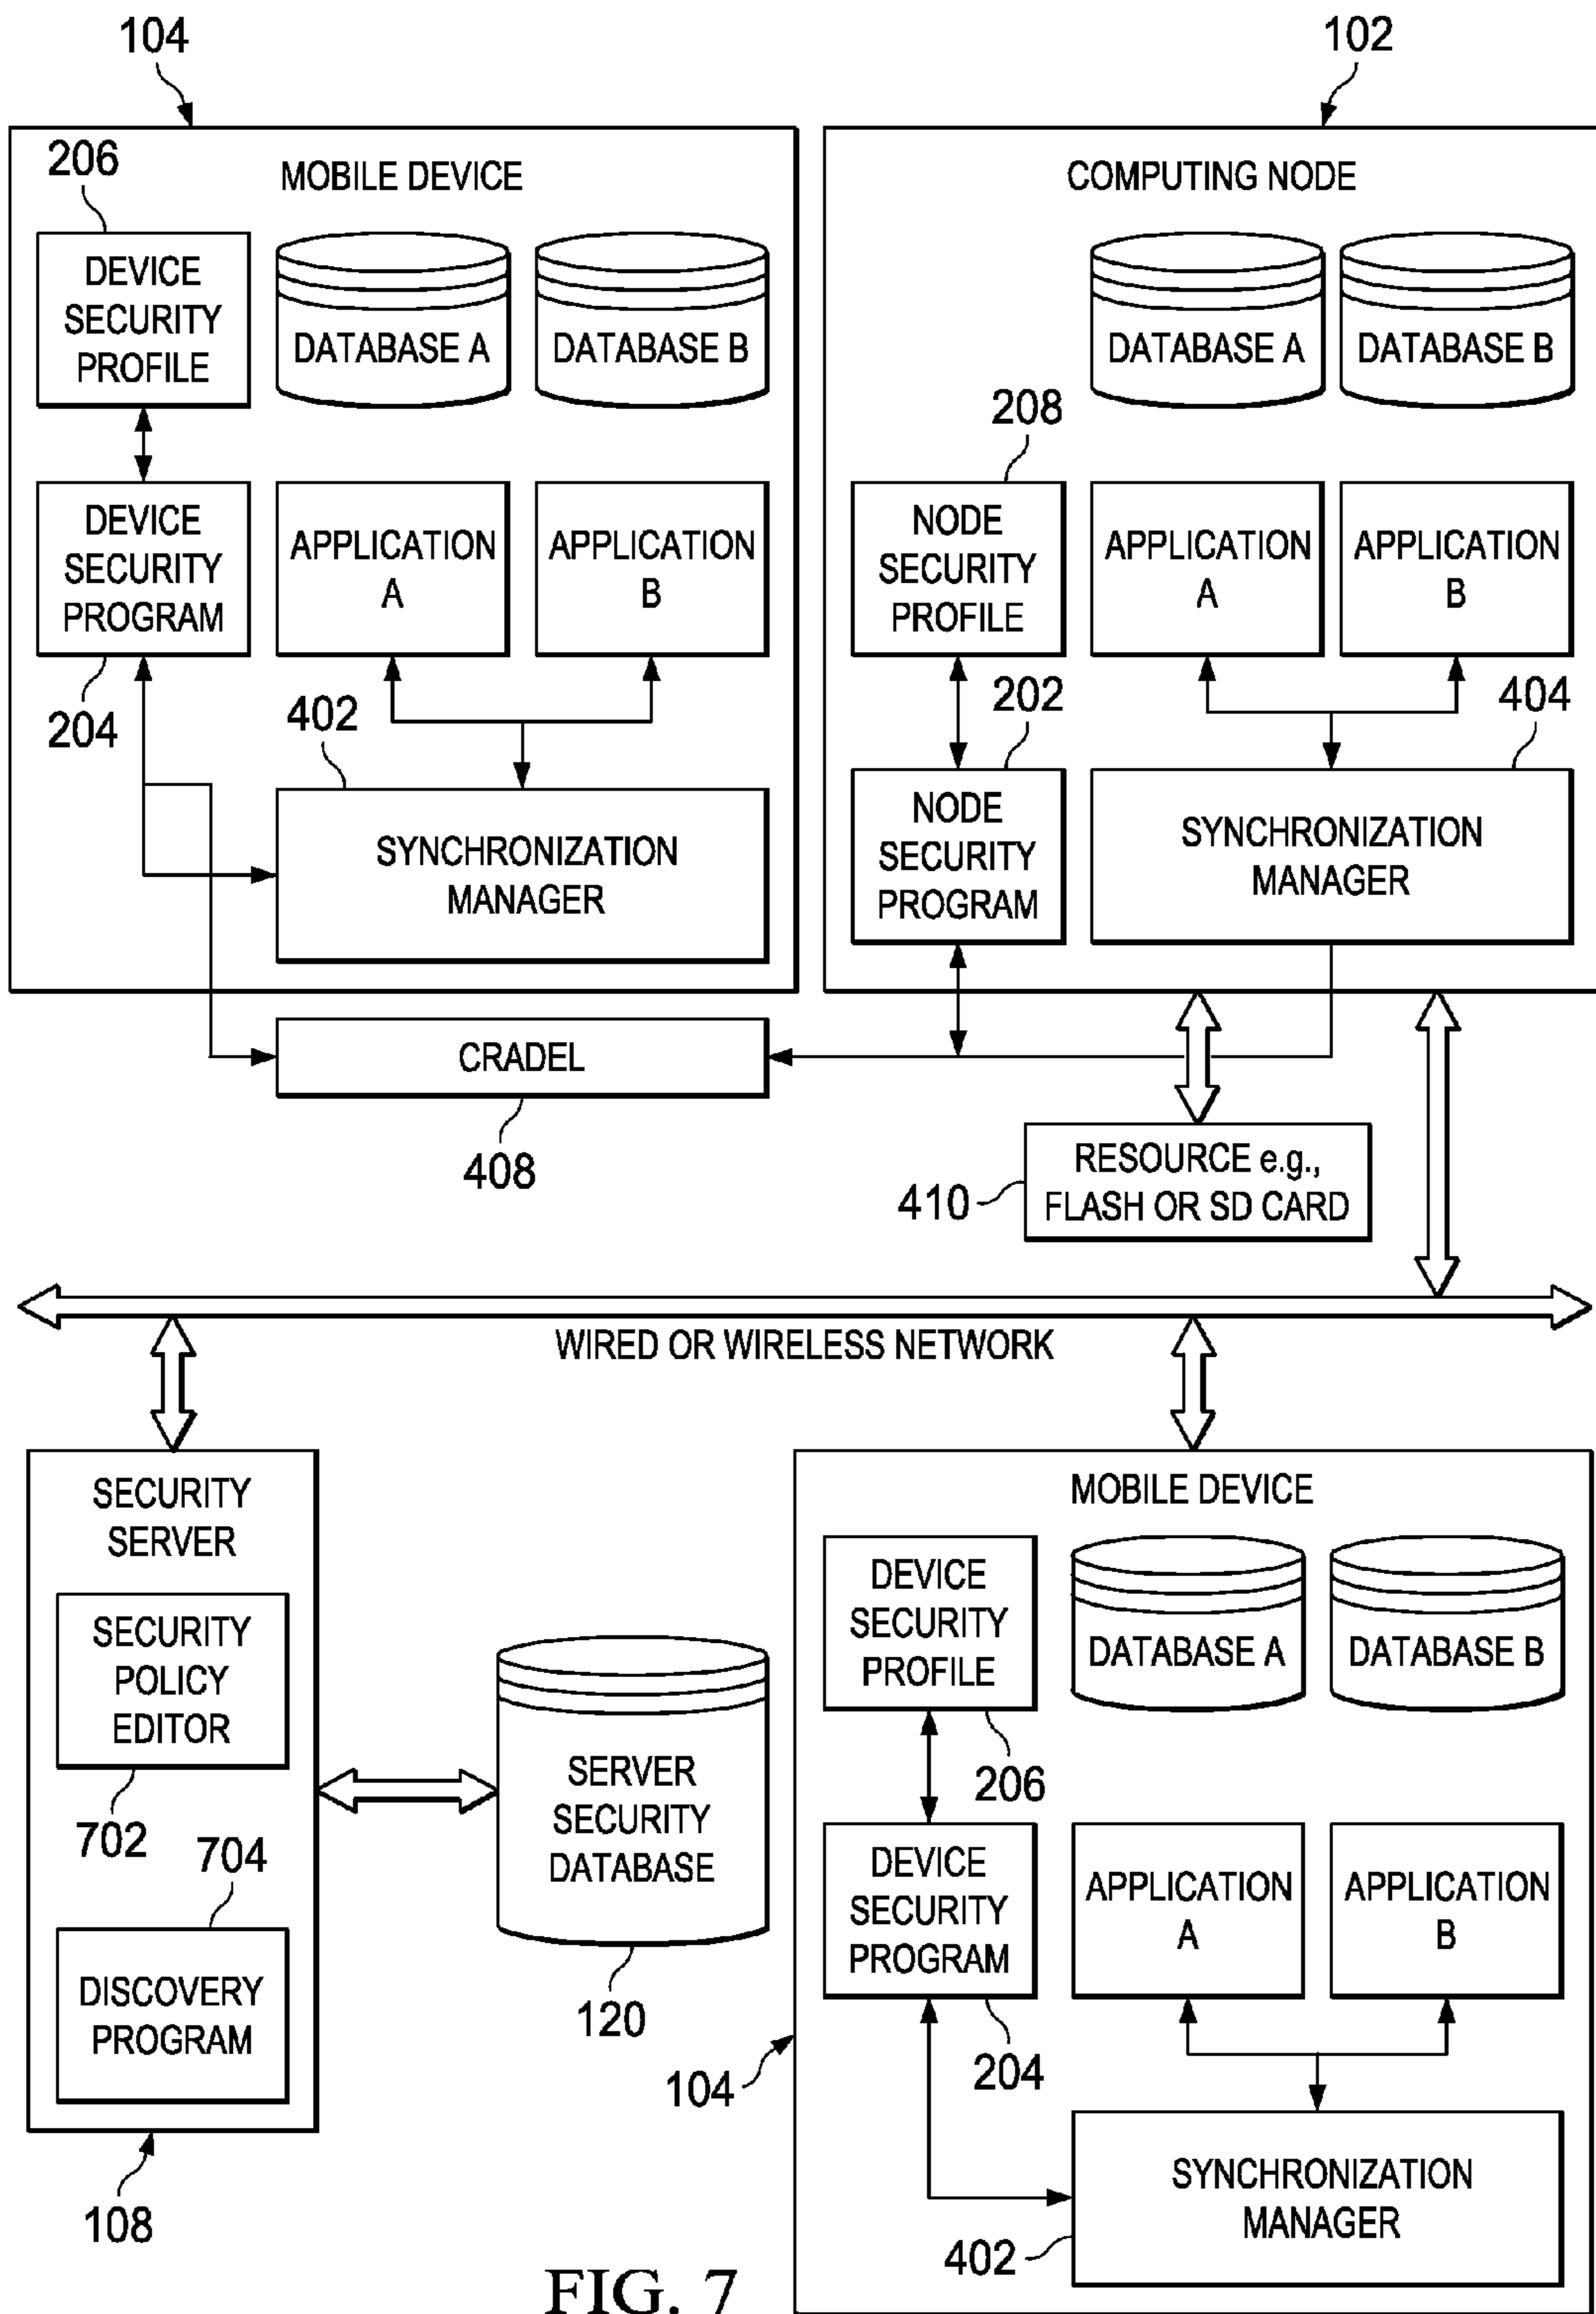 104
102
206
MOBILE DEVICE
COMPUTING NODE
DEVICE
SECURITY
PROFILE
DATABASE A
DATABASE B
DATABASE A
DATABASE B
208
DEVICE
SECURITY
PROGRAM
APPLICATION
A
APPLICATION
B
NODE
SECURITY
PROFILE
APPLICATION
A
APPLICATION
B
204
402
202
404
SYNCHRONIZATION
MANAGER
NODE
SECURITY
PROGRAM
SYNCHRONIZATION
MANAGER
CRADEL
408
410
RESOURCE e.g.,
FLASH OR SD CARD
WIRED OR WIRELESS NETWORK
SECURITY
SERVER
SECURITY
POLICY
EDITOR
702
704
DISCOVERY
PROGRAM
108
SERVER
SECURITY
DATABASE
120
MOBILE DEVICE
DEVICE
SECURITY
PROFILE
DATABASE A
DATABASE B
206
DEVICE
SECURITY
PROGRAM
APPLICATION
A
APPLICATION
B
104
204
SYNCHRONIZATION
MANAGER
402
FIG. 7